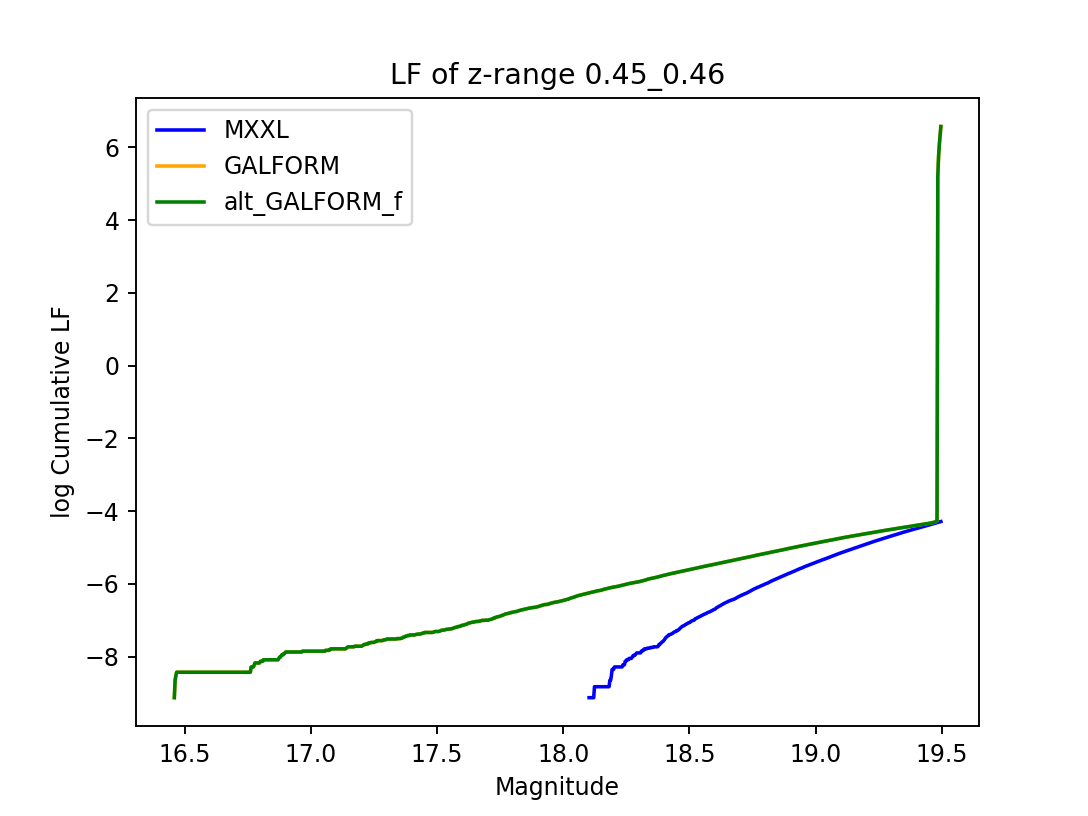 LF of z-range 0.45_0.46
MXXL
GALFORM
alt_GALFORM_f
log Cumulative LF
6
4
2
0
−2
−4
−6
−8
16.5 17.0 17.5 18.0 18.5 19.0 19.5
Magnitude